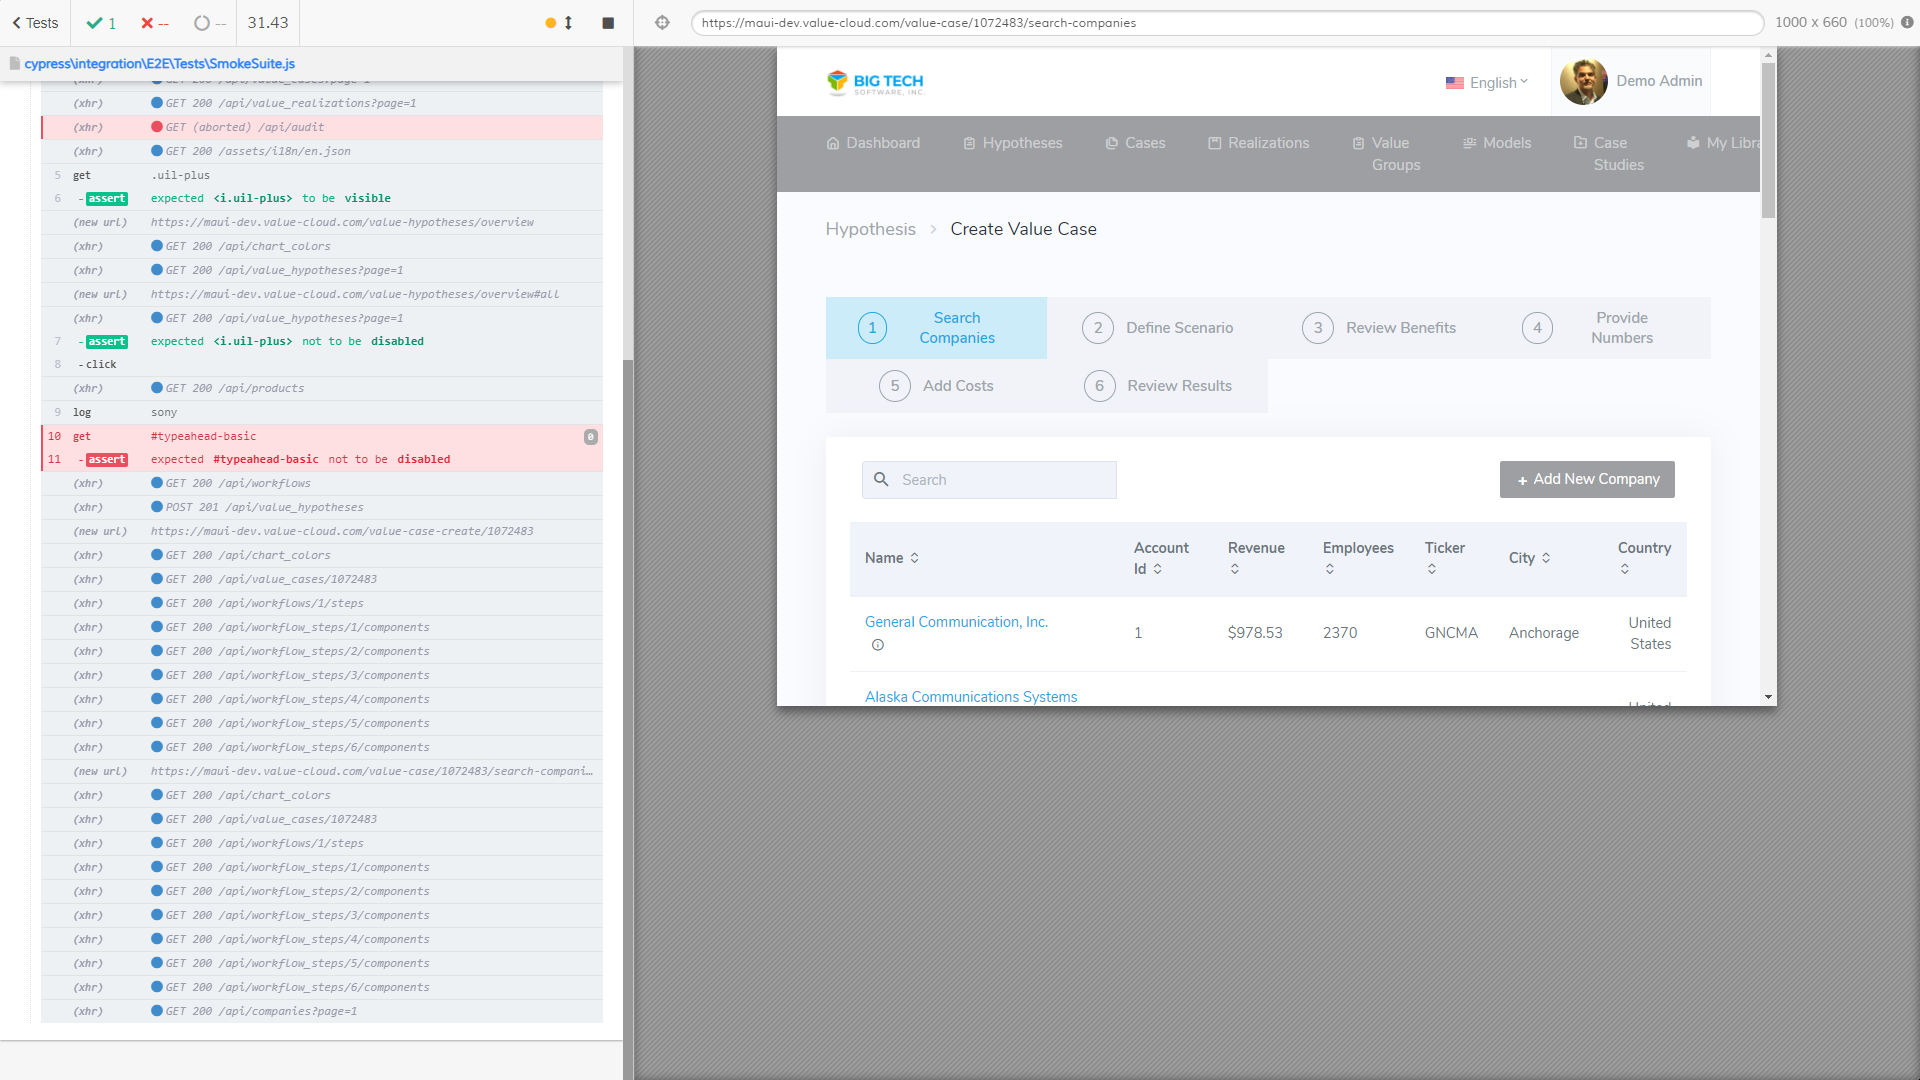 Tests
1
--
--
31.43
https://maui-dev.value-cloud.com/value-case/1072483/search-companies
1000 x 660 (100%)
cypress\integration\E2E\Tests\SmokeSuite.js
(xhr) GET 200 /api/value_cases?page=1
(xhr) GET 200 /api/value_realizations?page=1
(xhr) GET (aborted) /api/audit
(xhr) GET 200 /assets/i18n/en.json
5 get .uil-plus
6 - assert expected <i.uil-plus> to be visible
(new url) https://maui-dev.value-cloud.com/value-hypotheses/overview
(xhr) GET 200 /api/chart_colors
(xhr) GET 200 /api/value_hypotheses?page=1
(new url) https://maui-dev.value-cloud.com/value-hypotheses/overview#all
(xhr) GET 200 /api/value_hypotheses?page=1
7 - assert expected <i.uil-plus> not to be disabled
8 - click
(xhr) GET 200 /api/products
9 log sony
10 get #typeahead-basic 0
11 - assert expected #typeahead-basic not to be disabled
(xhr) GET 200 /api/workflows
(xhr) POST 201 /api/value_hypotheses
(new url) https://maui-dev.value-cloud.com/value-case-create/1072483
(xhr) GET 200 /api/chart_colors
(xhr) GET 200 /api/value_cases/1072483
(xhr) GET 200 /api/workflows/1/steps
(xhr) GET 200 /api/workflow_steps/1/components
(xhr) GET 200 /api/workflow_steps/2/components
(xhr) GET 200 /api/workflow_steps/3/components
(xhr) GET 200 /api/workflow_steps/4/components
(xhr) GET 200 /api/workflow_steps/5/components
(xhr) GET 200 /api/workflow_steps/6/components
(new url) https://maui-dev.value-cloud.com/value-case/1072483/search-compani…
(xhr) GET 200 /api/chart_colors
(xhr) GET 200 /api/value_cases/1072483
(xhr) GET 200 /api/workflows/1/steps
(xhr) GET 200 /api/workflow_steps/1/components
(xhr) GET 200 /api/workflow_steps/2/components
(xhr) GET 200 /api/workflow_steps/3/components
(xhr) GET 200 /api/workflow_steps/4/components
(xhr) GET 200 /api/workflow_steps/5/components
(xhr) GET 200 /api/workflow_steps/6/components
(xhr) GET 200 /api/companies?page=1
BIG TECH
SOFTWARE, INC.
English
Demo Admin
Dashboard
Hypotheses
Cases
Realizations
Value
Groups
Models
Case
Studies
My Libra
Hypothesis > Create Value Case
1 Search
Companies
2 Define Scenario
3 Review Benefits
4 Provide
Numbers
5 Add Costs
6 Review Results
Search
+ Add New Company
Name
Account
Id
Revenue
Employees
Ticker
City
Country
General Communication, Inc.
1
$978.53
2370
GNCMA
Anchorage
United
States
Alaska Communications Systems
United